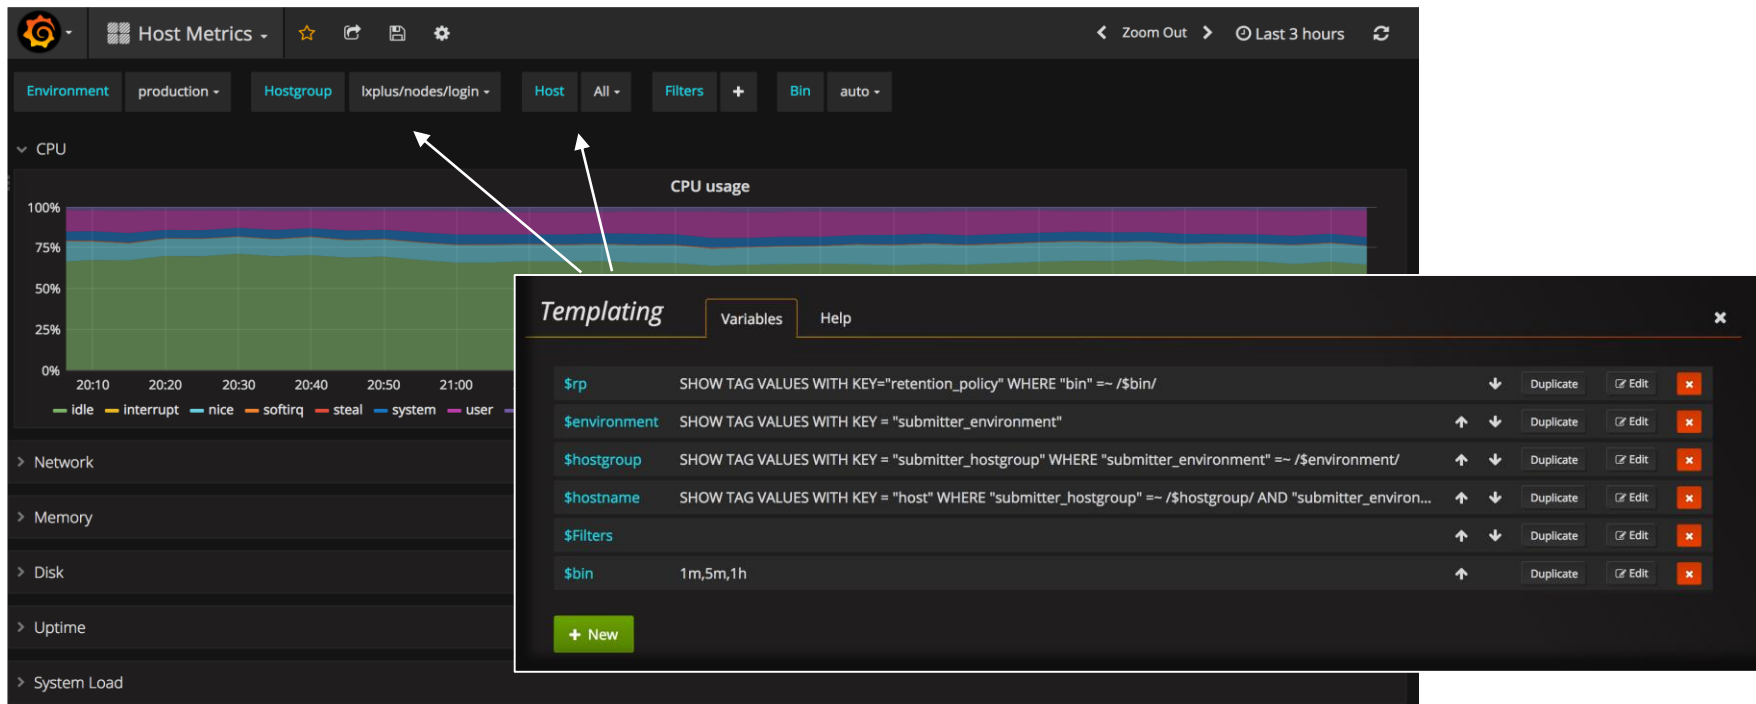 Host Metrics
Zoom Out Last 3 hours
Environment production Hostgroup lxplus/nodes/login Host All Filters + Bin auto
CPU
CPU usage
100%
75%
50%
25%
0%
20:10 20:20 20:30 20:40 20:50 21:00
idle interrupt nice softirq steal system user
Network
Memory
Disk
Uptime
System Load
Templating Variables Help
$rp SHOW TAG VALUES WITH KEY="retention_policy" WHERE "bin" =~ /$bin/ Duplicate Edit
$environment SHOW TAG VALUES WITH KEY = "submitter_environment" Duplicate Edit
$hostgroup SHOW TAG VALUES WITH KEY = "submitter_hostgroup" WHERE "submitter_environment" =~ /$environment/ Duplicate Edit
$hostname SHOW TAG VALUES WITH KEY = "host" WHERE "submitter_hostgroup" =~ /$hostgroup/ AND "submitter_environ... Duplicate Edit
$Filters Duplicate Edit
$bin 1m,5m,1h Duplicate Edit
+ New